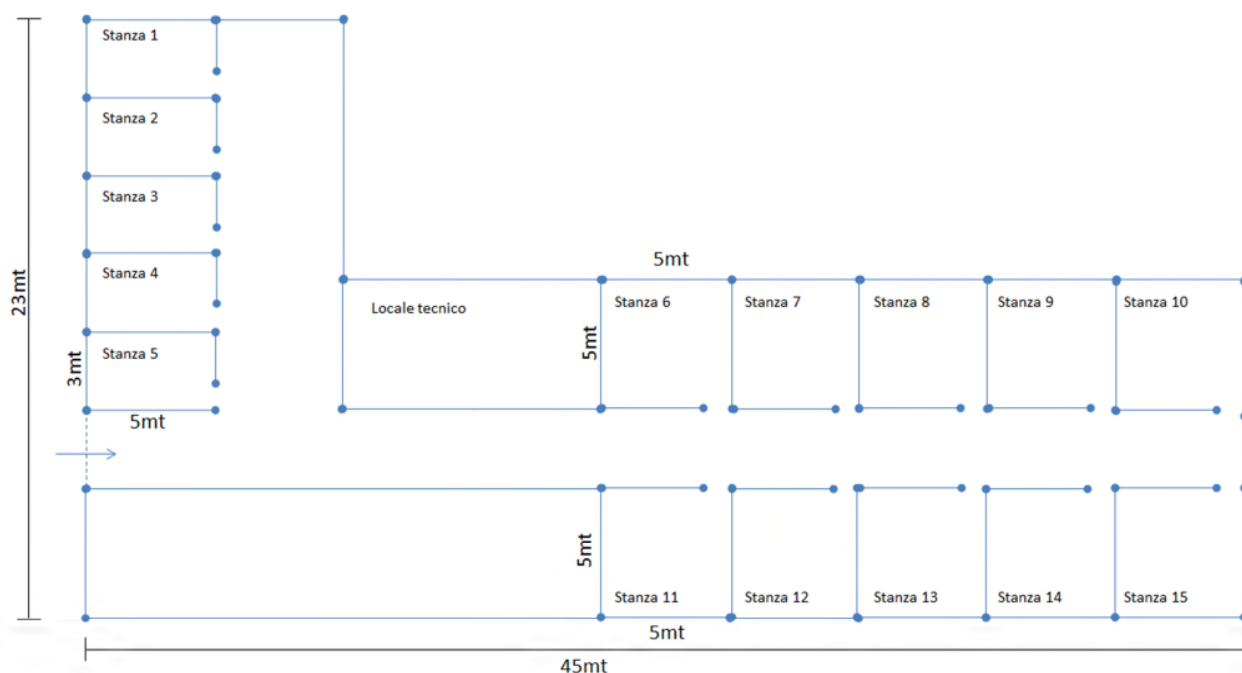 Stanza 1
Stanza 2
Stanza 3
Stanza 4
Stanza 5
23mt
3mt
5mt
5mt
Locale tecnico
5mt
Stanza 6
Stanza 7
Stanza 8
Stanza 9
Stanza 10
5mt
Stanza 11
Stanza 12
Stanza 13
Stanza 14
Stanza 15
5mt
45mt